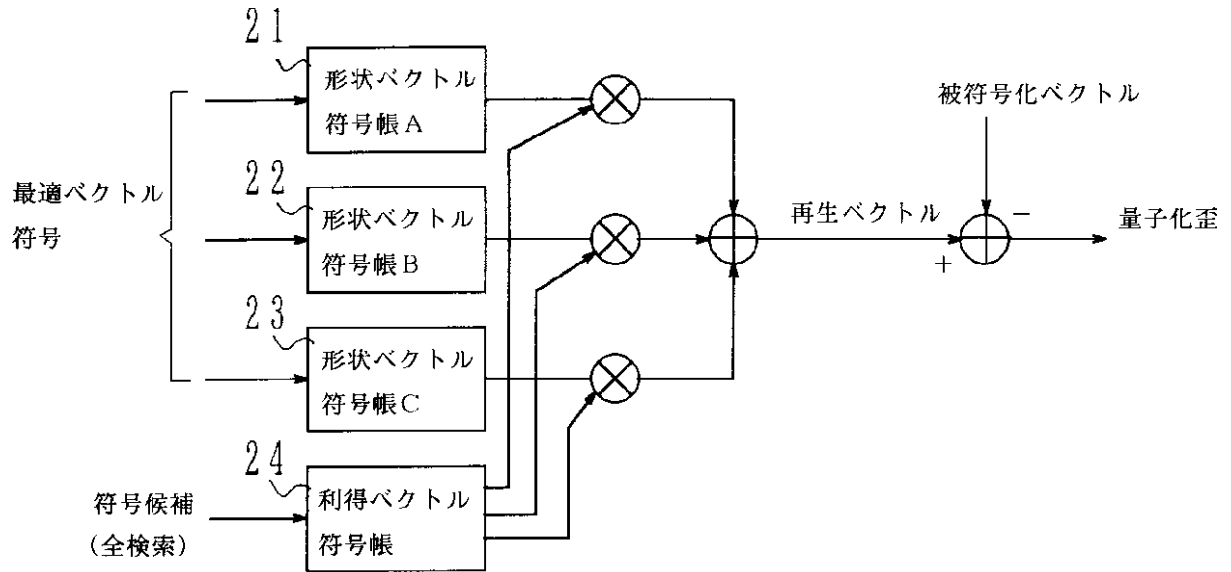 21
形状ベクトル
符号帳A
22
形状ベクトル
符号帳B
23
形状ベクトル
符号帳C
24
利得ベクトル
符号帳
最適ベクトル
符号
符号候補
(全検索)
被符号化ベクトル
再生ベクトル
+
−
量子化歪